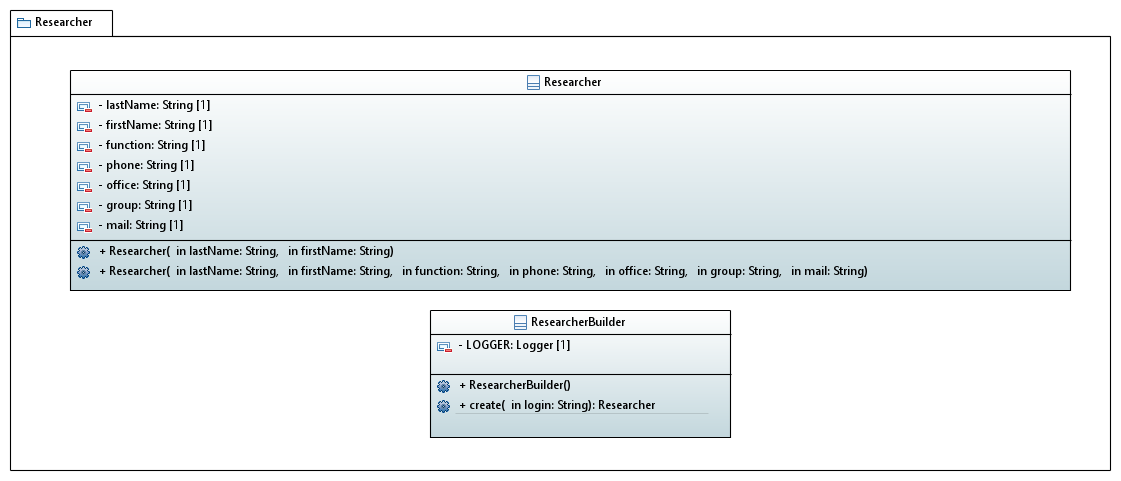 Researcher
Researcher
- lastName: String [1]
- firstName: String [1]
- function: String [1]
- phone: String [1]
- office: String [1]
- group: String [1]
- mail: String [1]
+ Researcher( in lastName: String, in firstName: String)
+ Researcher( in lastName: String, in firstName: String, in function: String, in phone: String, in office: String, in group: String, in mail: String)
ResearcherBuilder
- LOGGER: Logger [1]
+ ResearcherBuilder()
+ create( in login: String): Researcher